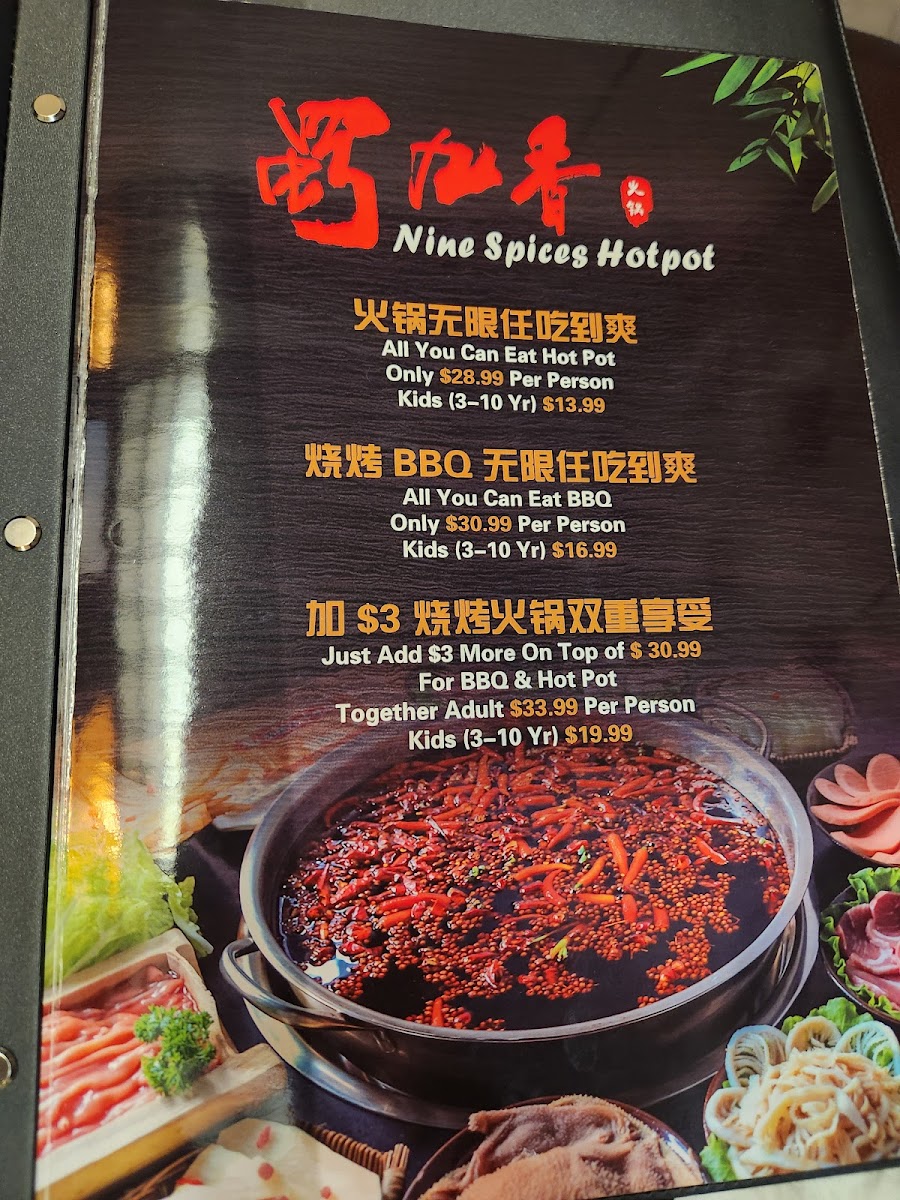 蜀九香
火锅
Nine Spices Hotpot
火锅无限任吃到爽
All You Can Eat Hot Pot
Only $28.99 Per Person
Kids (3-10 Yr) $13.99
烧烤 BBQ 无限任吃到爽
All You Can Eat BBQ
Only $30.99 Per Person
Kids (3-10 Yr) $16.99
加 $3 烧烤火锅双重享受
Just Add $3 More On Top of $ 30.99
For BBQ & Hot Pot
Together Adult $33.99 Per Person
Kids (3-10 Yr) $19.99